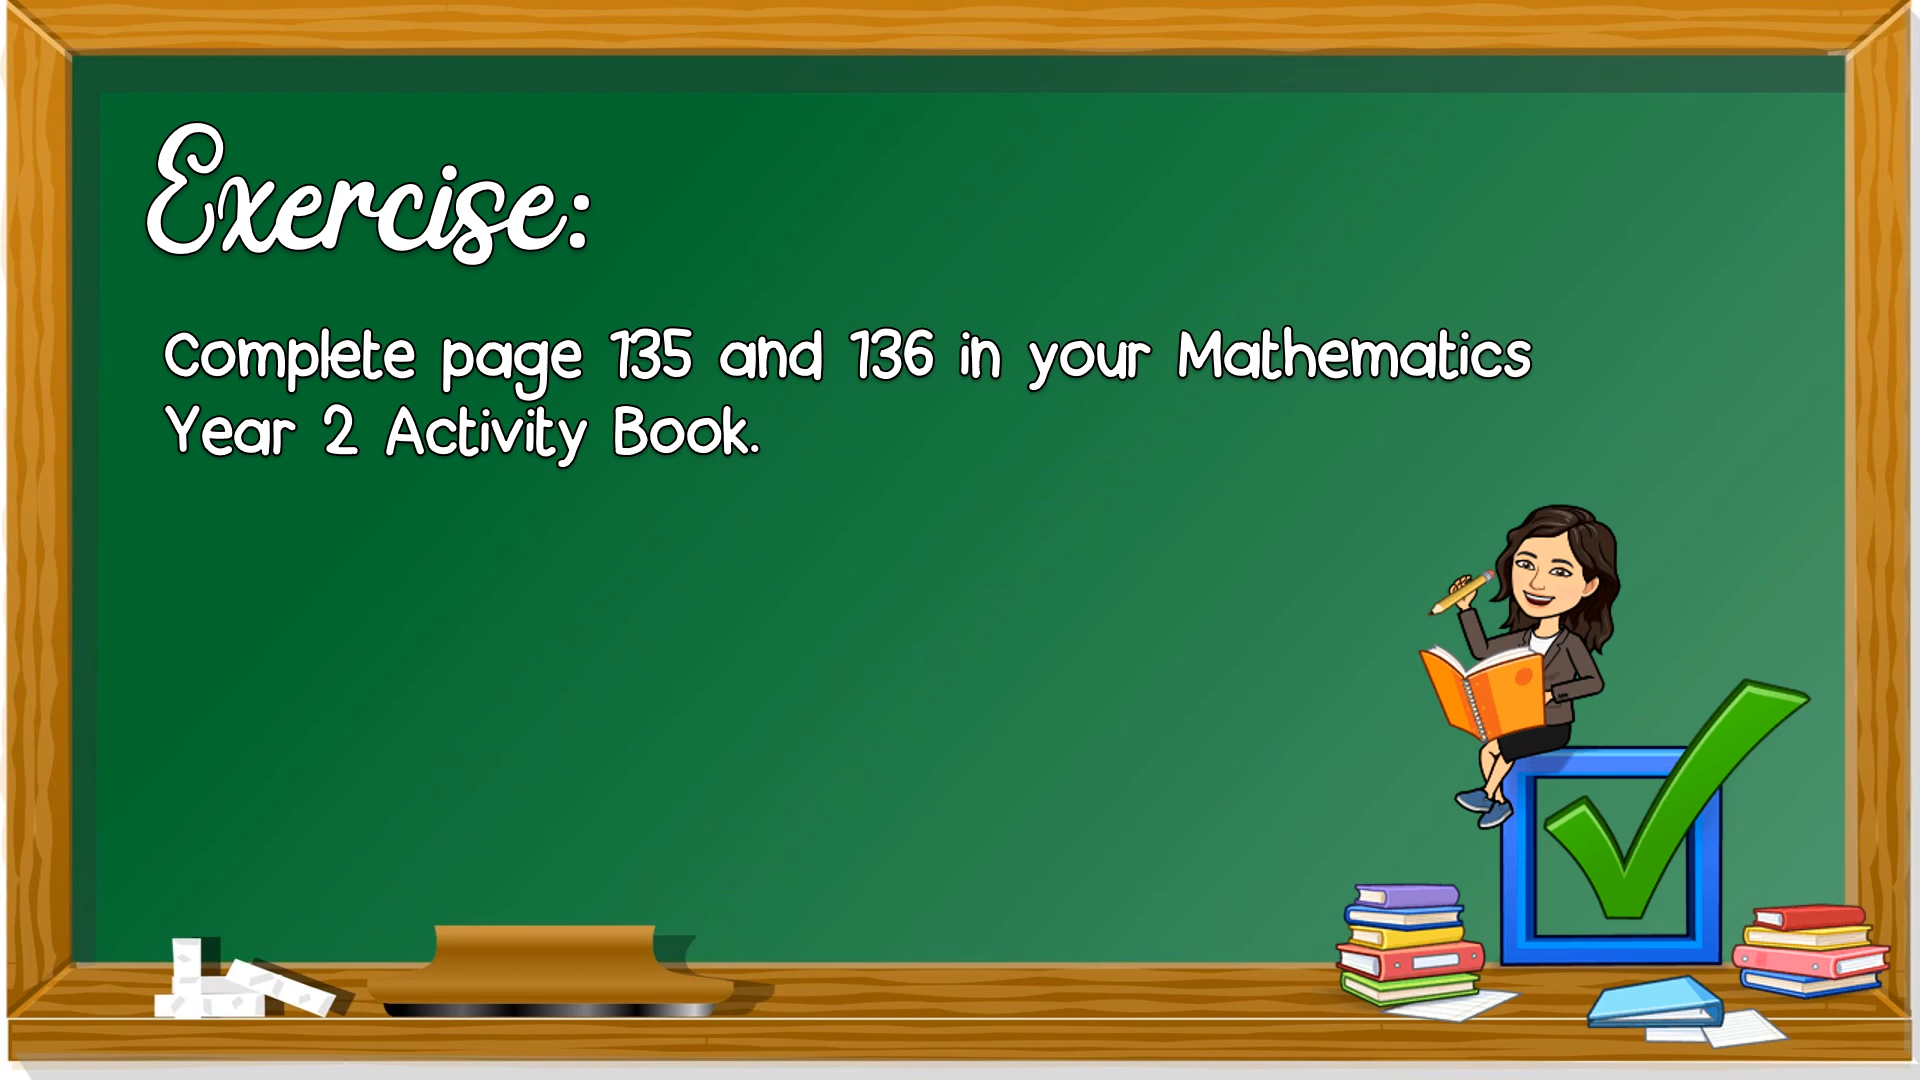 Exercise:
Complete page 135 and 136 in your Mathematics
Year 2 Activity Book.